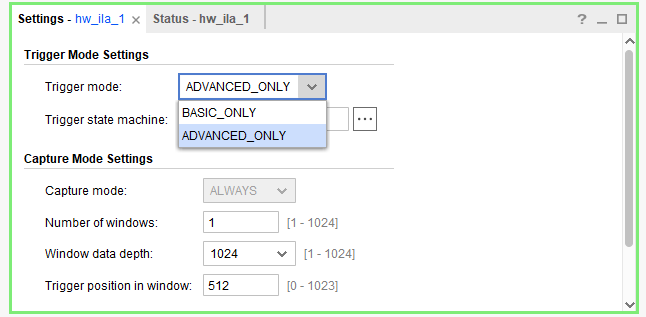 Settings - hw_ila_1 × Status - hw_ila_1 ?
Trigger Mode Settings
Trigger mode: ADVANCED_ONLY
BASIC_ONLY
Trigger state machine: ...
ADVANCED_ONLY
Capture Mode Settings
Capture mode: ALWAYS
Number of windows: 1 [1 - 1024]
Window data depth: 1024 [1 - 1024]
Trigger position in window: 512 [0 - 1023]